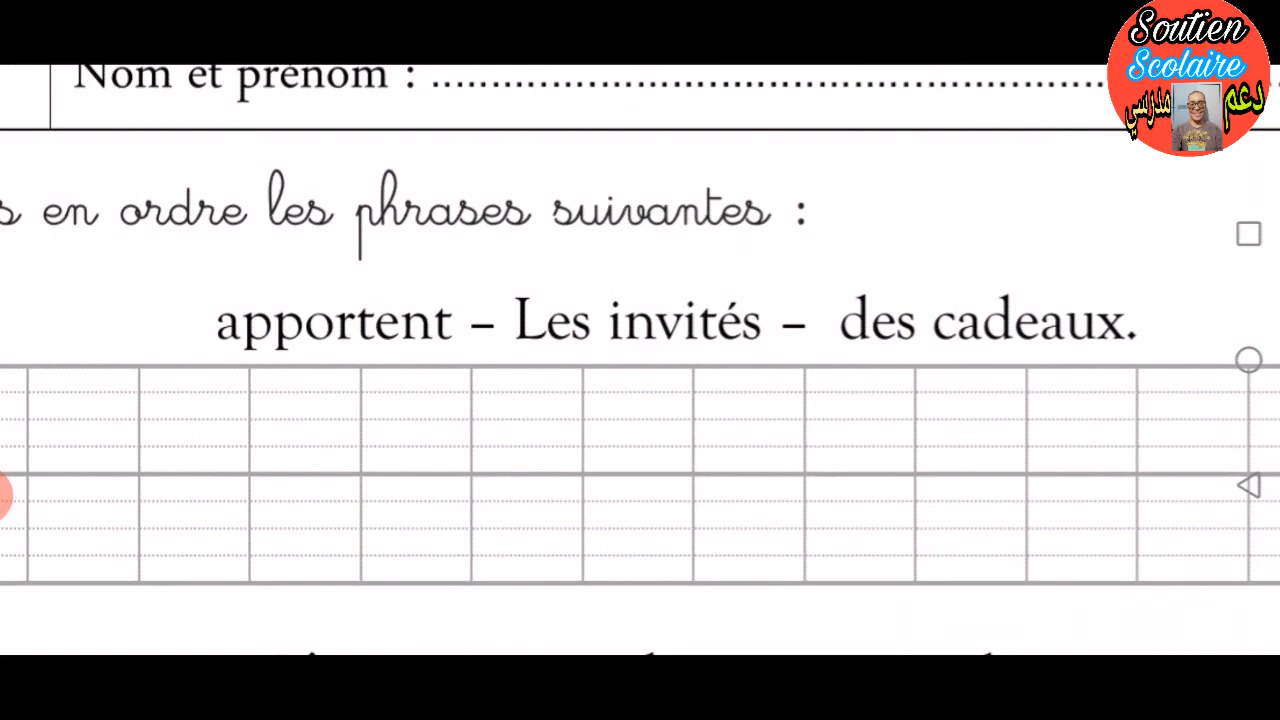 Soutien
Scolaire
دعم مدرسي
Nom et prénom : ........................................................................
s en ordre les phrases suivantes :
apportent – Les invités – des cadeaux.